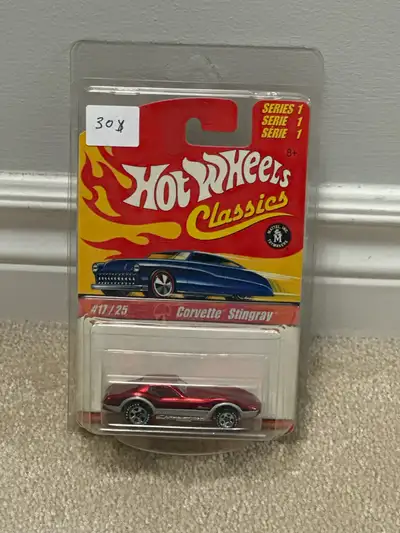 30$
SERIES 1
SERIE 1
SÉRIE 1
8+
Hot Wheels
Classics
#17/25
Corvette® Stingray